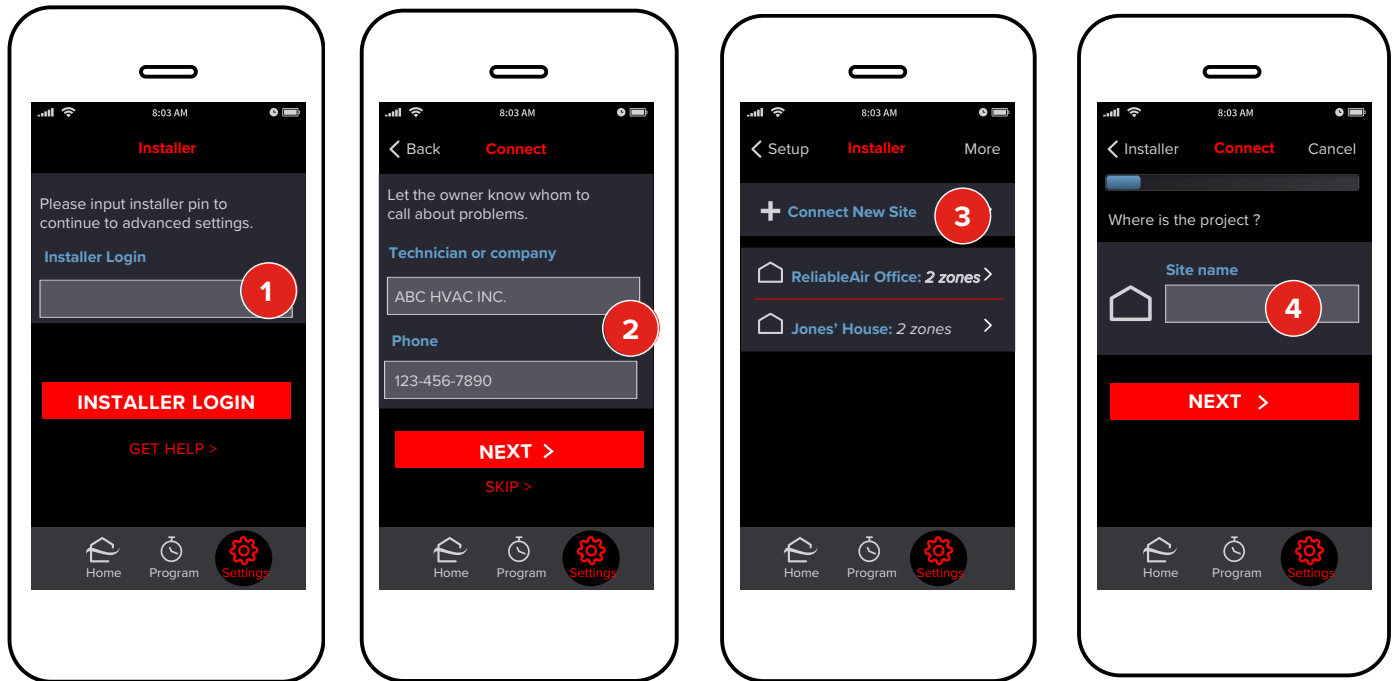 8:03 AM
Installer
Please input installer pin to
continue to advanced settings.
Installer Login
1
INSTALLER LOGIN
GET HELP >
Home Program Settings
8:03 AM
< Back Connect
Let the owner know whom to
call about problems.
Technician or company
ABC HVAC INC.
2
Phone
123-456-7890
NEXT >
SKIP >
Home Program Settings
8:03 AM
< Setup Installer More
+ Connect New Site 3
ReliableAir Office: 2 zones >
Jones’ House: 2 zones >
Home Program Settings
8:03 AM
< Installer Connect Cancel
Where is the project ?
Site name
4
NEXT >
Home Program Settings